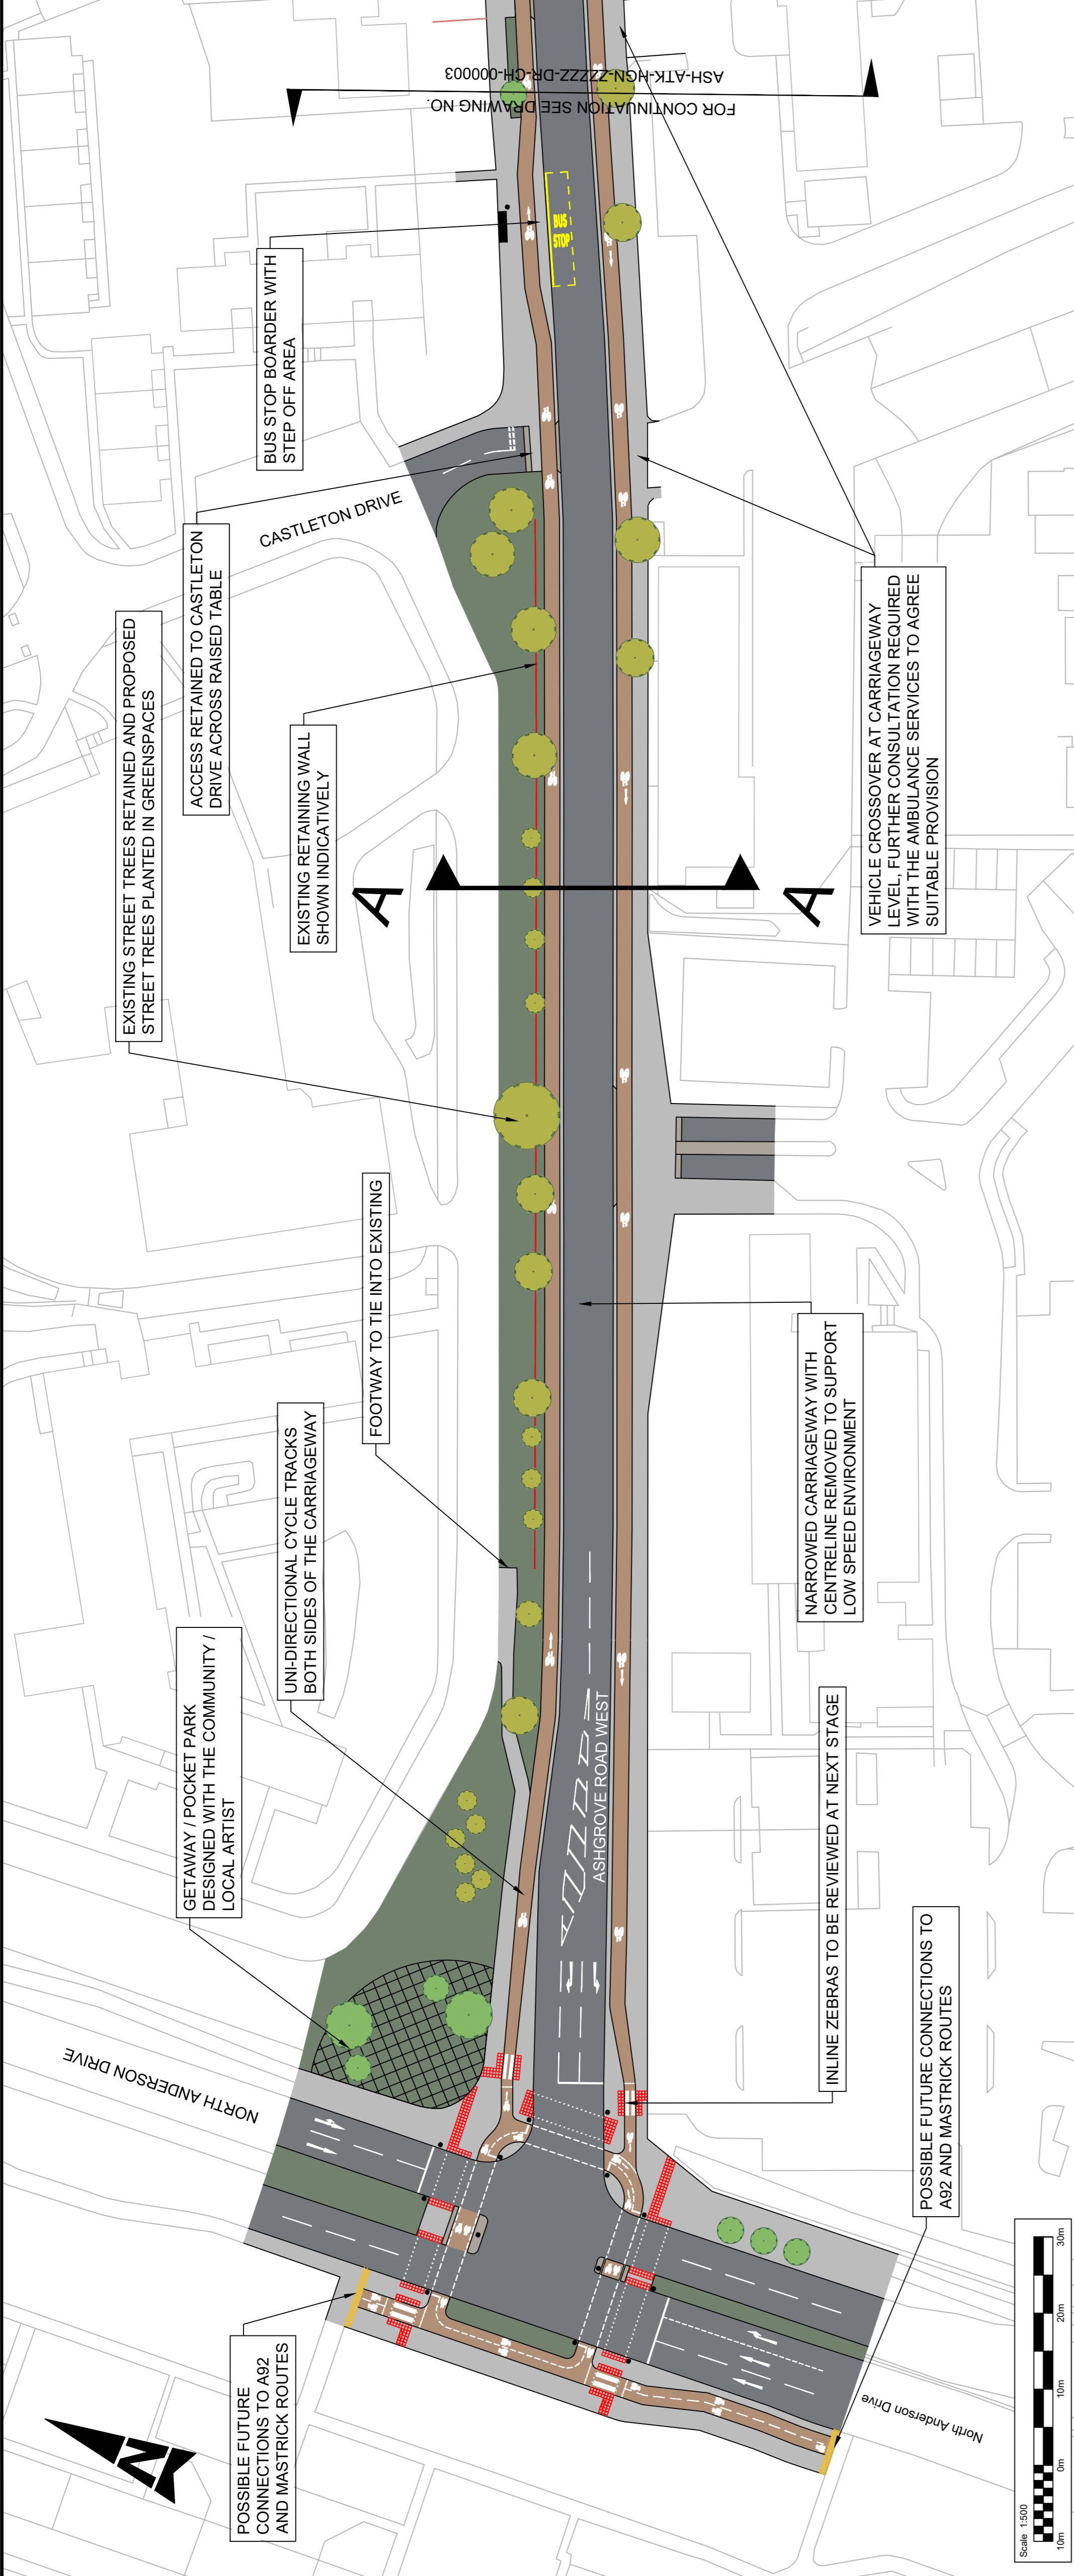 POSSIBLE FUTURE
CONNECTIONS TO A92
AND MASTRICK ROUTES
NORTH ANDERSON DRIVE
GETAWAY / POCKET PARK
DESIGNED WITH THE COMMUNITY /
LOCAL ARTIST
UNI-DIRECTIONAL CYCLE TRACKS
BOTH SIDES OF THE CARRIAGEWAY
FOOTWAY TO TIE INTO EXISTING
EXISTING STREET TREES RETAINED AND PROPOSED
STREET TREES PLANTED IN GREENSPACES
EXISTING RETAINING WALL
SHOWN INDICATIVELY
ACCESS RETAINED TO CASTLETON
DRIVE ACROSS RAISED TABLE
CASTLETON DRIVE
BUS STOP BOARDER WITH
STEP OFF AREA
BUS
STOP
FOR CONTINUATION SEE DRAWING NO.
ASH-ATK-HGN-ZZZZZ-DR-CH-000003
A
A
N
ASHGROVE ROAD WEST
North Anderson Drive
POSSIBLE FUTURE CONNECTIONS TO
A92 AND MASTRICK ROUTES
INLINE ZEBRAS TO BE REVIEWED AT NEXT STAGE
NARROWED CARRIAGEWAY WITH
CENTRELINE REMOVED TO SUPPORT
LOW SPEED ENVIRONMENT
VEHICLE CROSSOVER AT CARRIAGEWAY
LEVEL, FURTHER CONSULTATION REQUIRED
WITH THE AMBULANCE SERVICES TO AGREE
SUITABLE PROVISION
Scale 1:500
10m 0m 10m 20m 30m